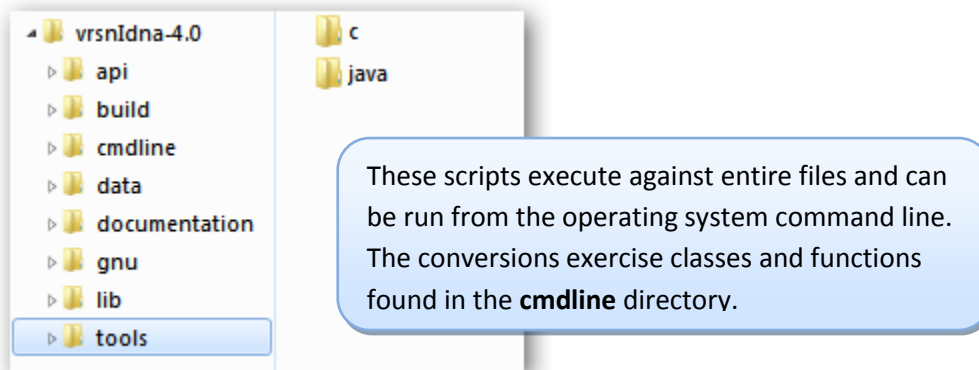 vrsnIdna-4.0
api
build
cmdline
data
documentation
gnu
lib
tools
c
java
These scripts execute against entire files and can
be run from the operating system command line.
The conversions exercise classes and functions
found in the cmdline directory.